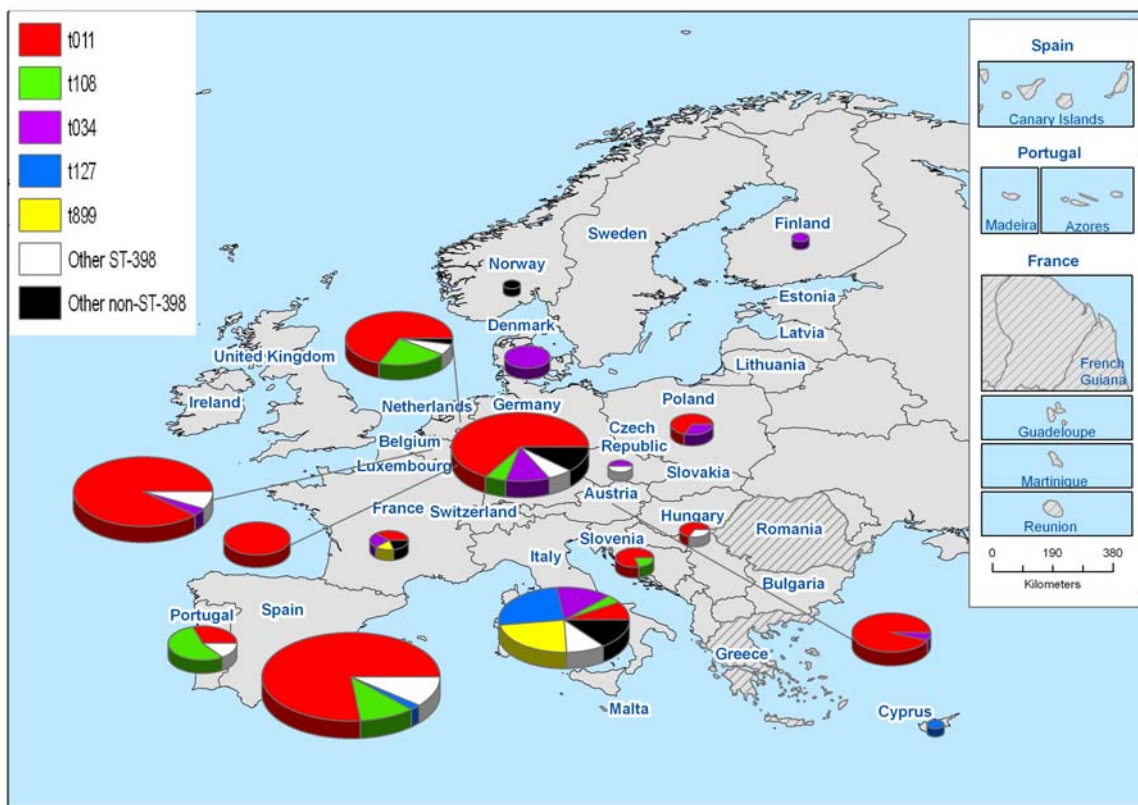 t011
t108
t034
t127
t899
Other ST-398
Other non-ST-398
Spain
Canary Islands
Portugal
Madeira
Azores
France
French
Guiana
Guadeloupe
Martinique
Reunion
0 190 380
Kilometers
Finland
Sweden
Norway
Estonia
Latvia
Denmark
Lithuania
United Kingdom
Ireland
Netherlands
Germany
Poland
Belgium
Czech
Republic
Luxembourg
Slovakia
Austria
France
Switzerland
Hungary
Romania
Slovenia
Italy
Bulgaria
Portugal
Spain
Greece
Malta
Cyprus